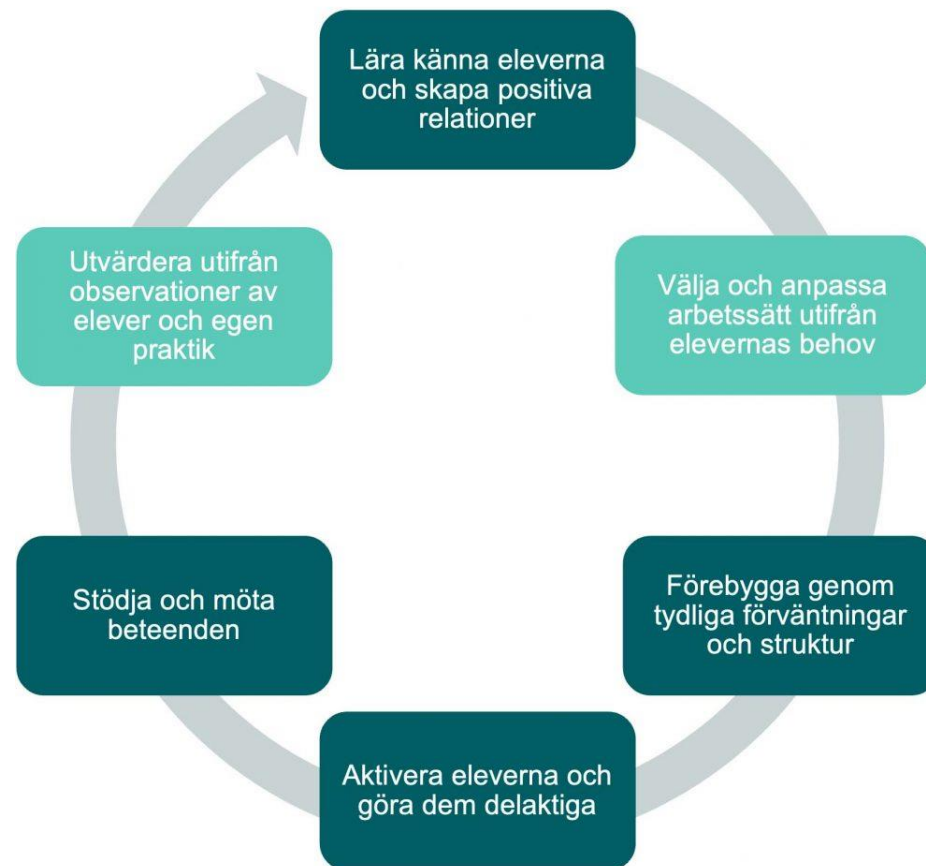 Lära känna eleverna
och skapa positiva
relationer
Välja och anpassa
arbetssätt utifrån
elevernas behov
Förebygga genom
tydliga förväntningar
och struktur
Aktivera eleverna och
göra dem delaktiga
Stödja och möta
beteenden
Utvärdera utifrån
observationer av
elever och egen
praktik